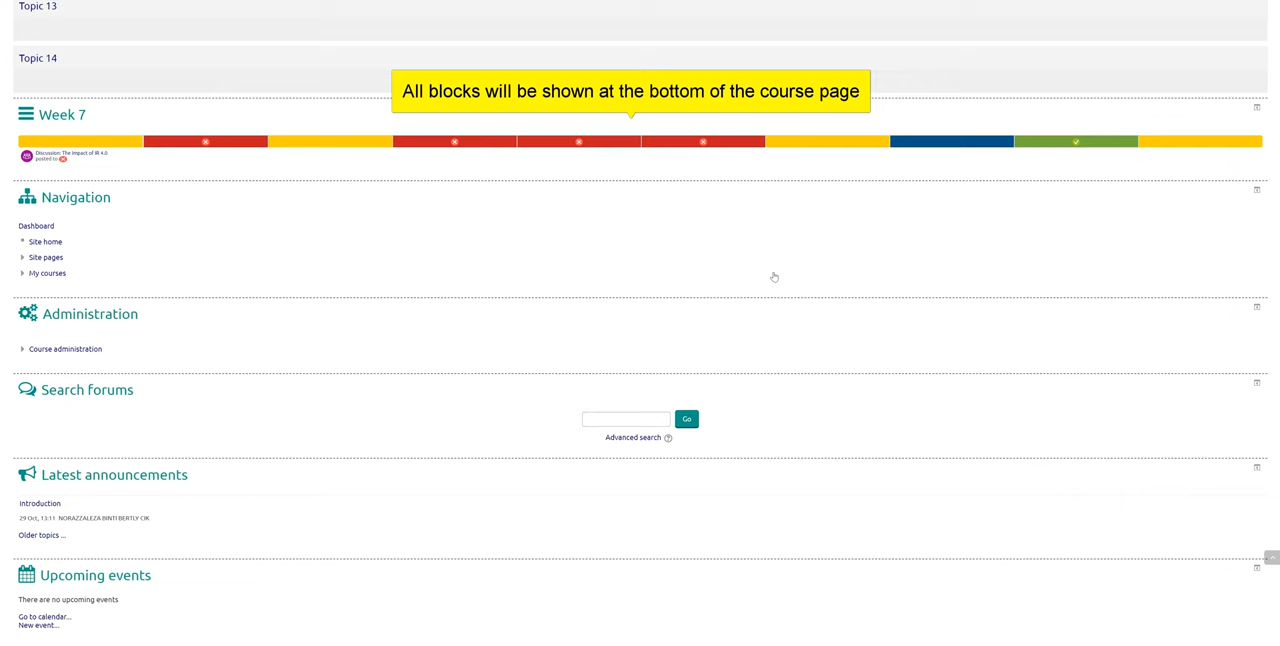 Topic 13
Topic 14
All blocks will be shown at the bottom of the course page
Week 7
Discussion: The Impact of IR 4.0
posted to
Navigation
Dashboard
Site home
Site pages
My courses
Administration
Course administration
Search forums
Go
Advanced search
Latest announcements
Introduction
29 Oct, 13:11 NORAZZALEZA BINTI BERTLY CIK
Older topics ...
Upcoming events
There are no upcoming events
Go to calendar...
New event...